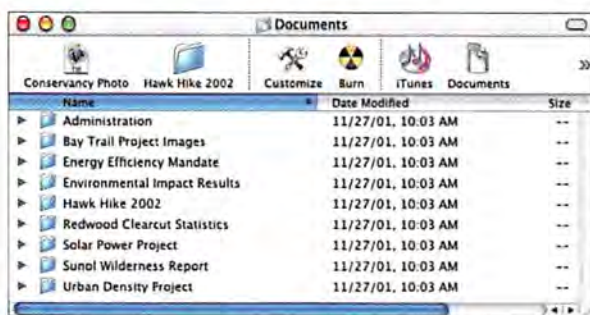 Documents
Conservancy Photo Hawk Hike 2002 Customize Burn iTunes Documents »
Name Date Modified Size
Administration 11/27/01, 10:03 AM --
Bay Trail Project Images 11/27/01, 10:03 AM --
Energy Efficiency Mandate 11/27/01, 10:03 AM --
Environmental Impact Results 11/27/01, 10:03 AM --
Hawk Hike 2002 11/27/01, 10:03 AM --
Redwood Clearcut Statistics 11/27/01, 10:03 AM --
Solar Power Project 11/27/01, 10:03 AM --
Sunol Wilderness Report 11/27/01, 10:03 AM --
Urban Density Project 11/27/01, 10:03 AM --